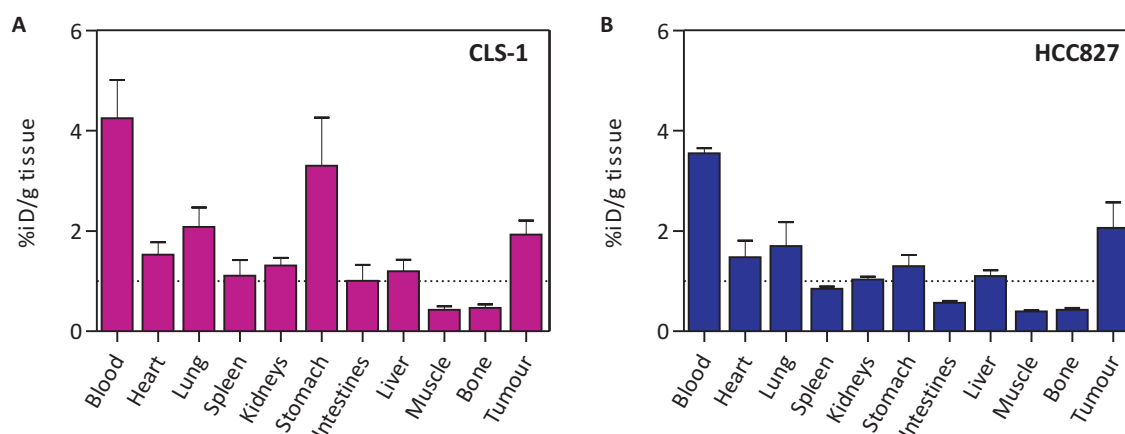 A
CLS-1
6
4
2
0
%iD/g tissue
Blood
Heart
Lung
Spleen
Kidneys
Stomach
Intestines
Liver
Muscle
Bone
Tumour
B
HCC827
6
4
2
0
%iD/g tissue
Blood
Heart
Lung
Spleen
Kidneys
Stomach
Intestines
Liver
Muscle
Bone
Tumour